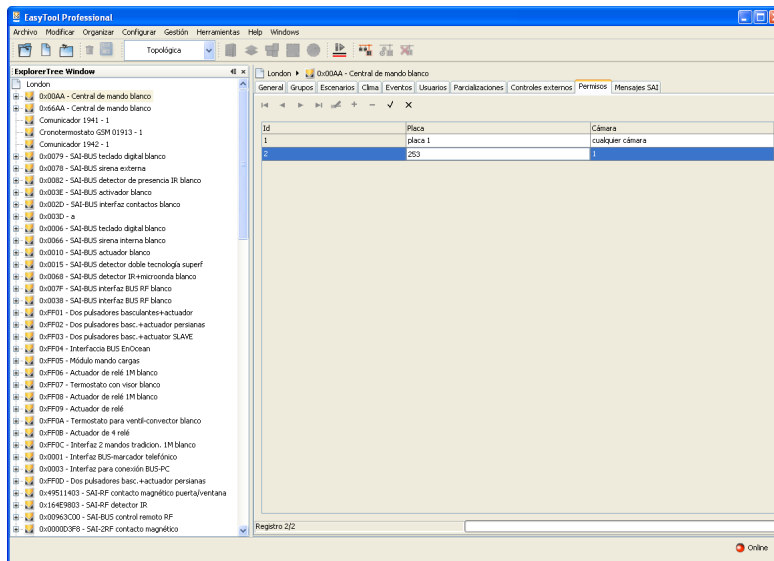 EasyTool Professional
Archivo Modificar Organizar Configurar Gestión Herramientas Help Windows
Topológica
ExplorerTree Window
London
0x00AA - Central de mando blanco
0x66AA - Central de mando blanco
Comunicador 1941 - 1
Cronotermostato GSM 01913 - 1
Comunicador 1942 - 1
0x0079 - SAI-BUS teclado digital blanco
0x0078 - SAI-BUS sirena externa
0x0082 - SAI-BUS detector de presencia IR blanco
0x003E - SAI-BUS activador blanco
0x002D - SAI-BUS interfaz contactos blanco
0x003D - a
0x0006 - SAI-BUS teclado digital blanco
0x0066 - SAI-BUS sirena interna blanco
0x0010 - SAI-BUS actuador blanco
0x0015 - SAI-BUS detector doble tecnología superf
0x0068 - SAI-BUS detector IR+microonda blanco
0x007F - SAI-BUS interfaz BUS RF blanco
0x0038 - SAI-BUS interfaz BUS RF blanco
0xFF01 - Dos pulsadores basculantes+actuador
0xFF02 - Dos pulsadores basc.+actuador persianas
0xFF03 - Dos pulsadores basc.+actuator SLAVE
0xFF04 - Interfaccia BUS EnOcean
0xFF05 - Módulo mando cargas
0xFF06 - Actuador de relé 1M blanco
0xFF07 - Termostato con visor blanco
0xFF08 - Actuador de relé 1M blanco
0xFF09 - Actuador de relé
0xFF0A - Termostato para ventil-convector blanco
0xFF0B - Actuador de 4 relé
0xFF0C - Interfaz 2 mandos tradicion. 1M blanco
0x0001 - Interfaz BUS-marcador telefónico
0x0003 - Interfaz para conexión BUS-PC
0xFF0D - Dos pulsadores basc.+actuador persianas
0x49511403 - SAI-RF contacto magnético puerta/ventana
0x164E9803 - SAI-RF detector IR
0x00963C00 - SAI-BUS control remoto RF
0x0000D3F8 - SAI-2RF contacto magnético
London 0x00AA - Central de mando blanco
General Grupos Escenarios Clima Eventos Usuarios Parcializaciones Controles externos Permisos Mensajes SAI
Id Placa Cámara
1 placa 1 cualquier cámara
2 253 1
Registro 2/2
Online